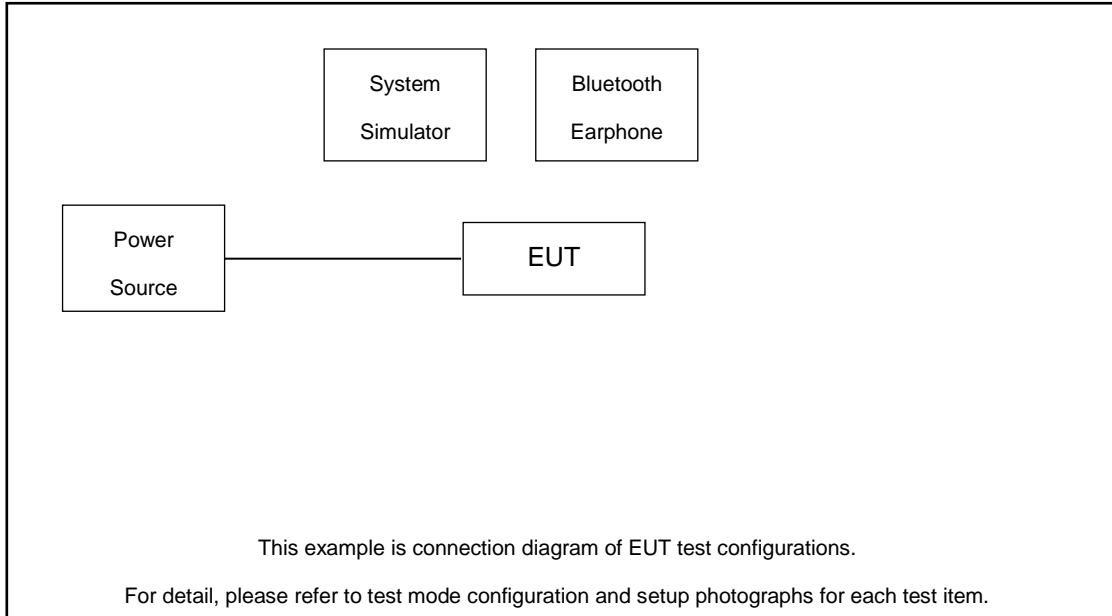 System
Simulator
Bluetooth
Earphone
Power
Source
EUT
This example is connection diagram of EUT test configurations.
For detail, please refer to test mode configuration and setup photographs for each test item.